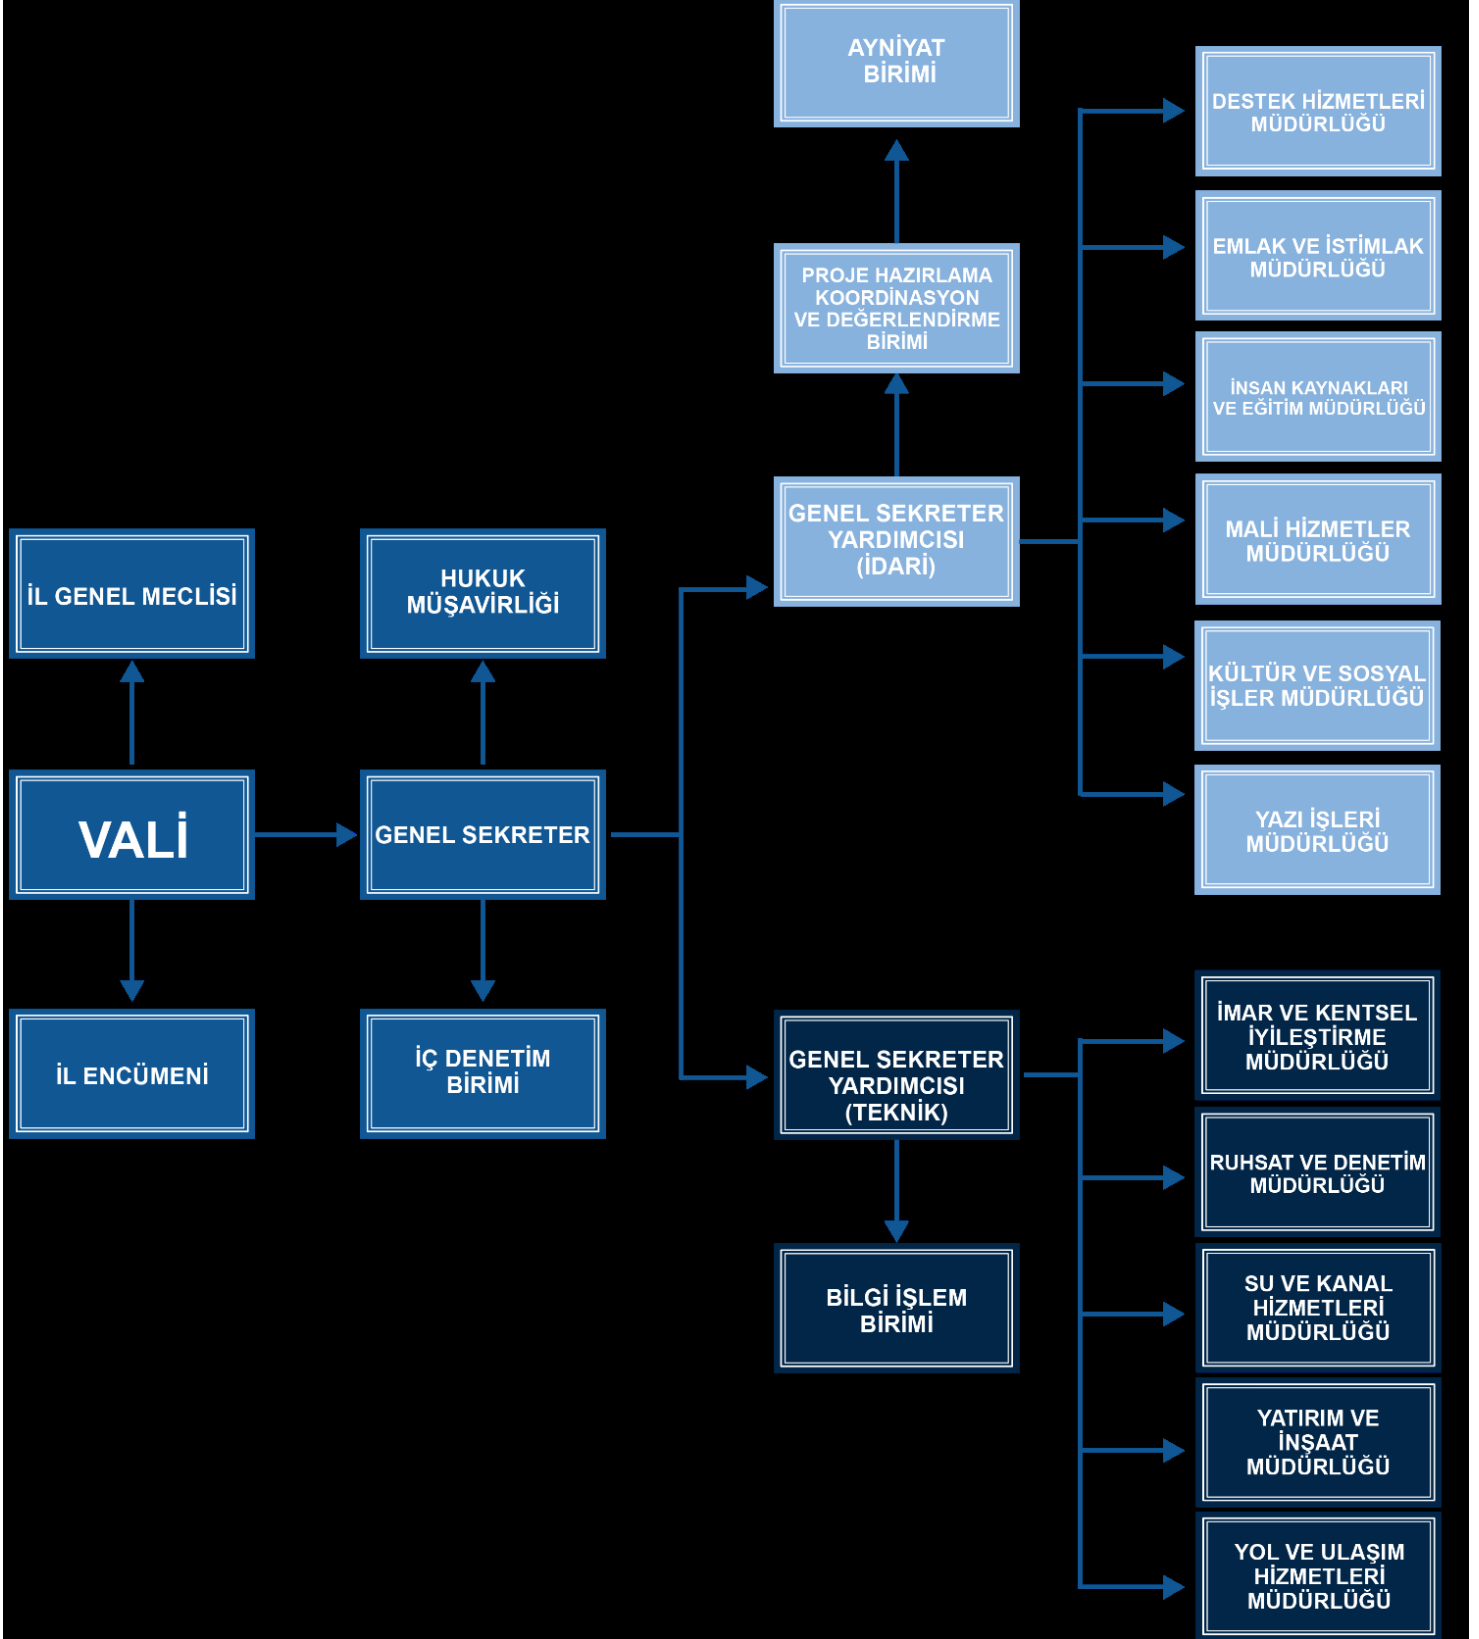 AYNİYAT
BİRİMİ
PROJE HAZIRLAMA
KOORDİNASYON
VE DEĞERLENDİRME
BİRİMİ
GENEL SEKRETER
YARDIMCISI
(İDARİ)
DESTEK HİZMETLERİ
MÜDÜRLÜĞÜ
EMLAK VE İSTİMLAK
MÜDÜRLÜĞÜ
İNSAN KAYNAKLARI
VE EĞİTİM MÜDÜRLÜĞÜ
MALİ HİZMETLER
MÜDÜRLÜĞÜ
KÜLTÜR VE SOSYAL
İŞLER MÜDÜRLÜĞÜ
YAZI İŞLERİ
MÜDÜRLÜĞÜ
İL GENEL MECLİSİ
HUKUK
MÜŞAVİRLİĞİ
VALİ
GENEL SEKRETER
İL ENCÜMENİ
İÇ DENETİM
BİRİMİ
GENEL SEKRETER
YARDIMCISI
(TEKNİK)
BİLGİ İŞLEM
BİRİMİ
İMAR VE KENTSEL
İYİLEŞTİRME
MÜDÜRLÜĞÜ
RUHSAT VE DENETİM
MÜDÜRLÜĞÜ
SU VE KANAL
HİZMETLERİ
MÜDÜRLÜĞÜ
YATIRIM VE
İNŞAAT
MÜDÜRLÜĞÜ
YOL VE ULAŞIM
HİZMETLERİ
MÜDÜRLÜĞÜ